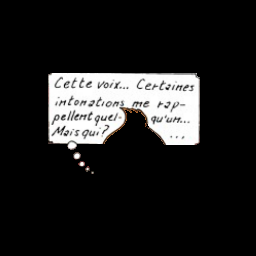 Cette voix... Certaines
intonations me rap-
pellent quel- qu'un...
Mais qui? ...